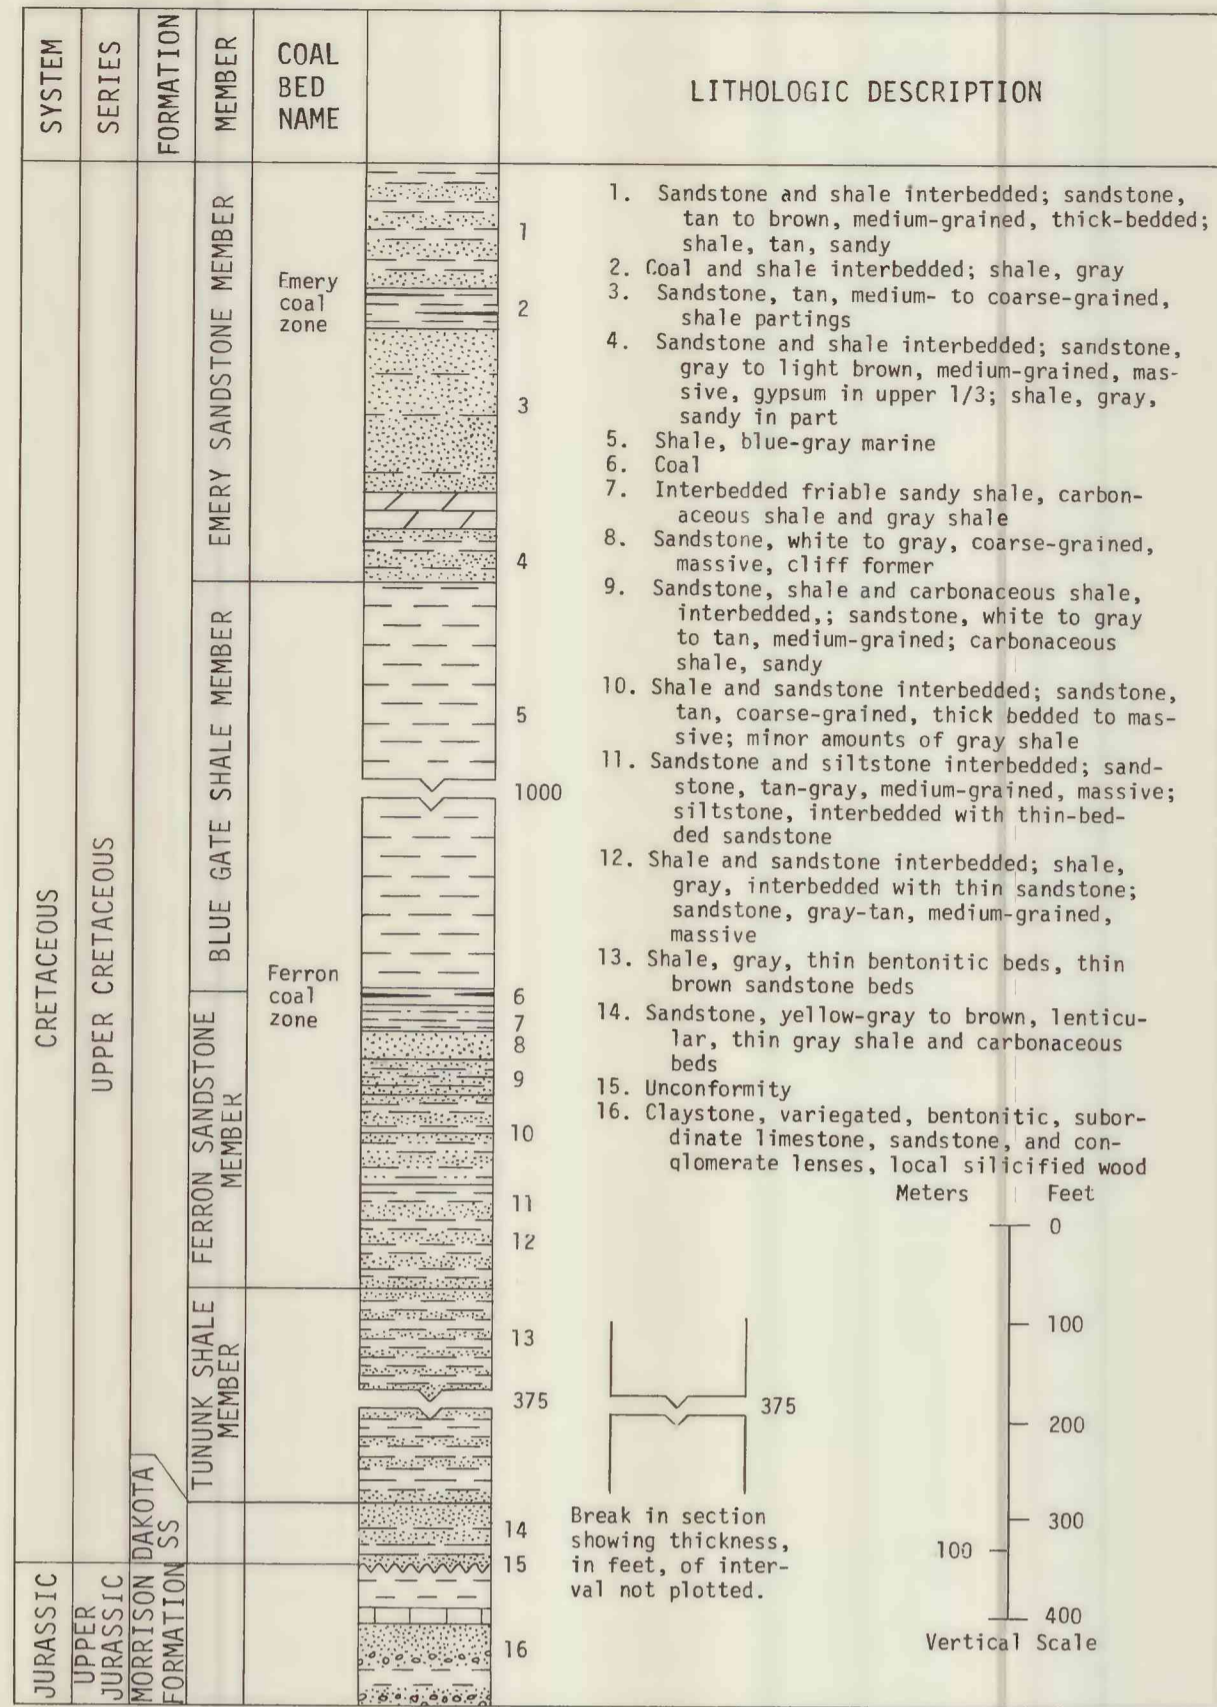 SYSTEM
SERIES
FORMATION
MEMBER
COAL
BED
NAME
LITHOLOGIC DESCRIPTION
CRETACEOUS
UPPER CRETACEOUS
EMERY SANDSTONE MEMBER
BLUE GATE SHALE MEMBER
FERRON SANDSTONE
MEMBER
TUNUNK SHALE
MEMBER
DAKOTA
SS
JURASSIC
UPPER
JURASSIC
MORRISON
FORMATION
Emery
coal
zone
Ferron
coal
zone
1
2
3
4
5
1000
6
7
8
9
10
11
12
13
375
14
15
16
1. Sandstone and shale interbedded; sandstone,
tan to brown, medium-grained, thick-bedded;
shale, tan, sandy
2. Coal and shale interbedded; shale, gray
3. Sandstone, tan, medium- to coarse-grained,
shale partings
4. Sandstone and shale interbedded; sandstone,
gray to light brown, medium-grained, mas-
sive, gypsum in upper 1/3; shale, gray,
sandy in part
5. Shale, blue-gray marine
6. Coal
7. Interbedded friable sandy shale, carbon-
aceous shale and gray shale
8. Sandstone, white to gray, coarse-grained,
massive, cliff former
9. Sandstone, shale and carbonaceous shale,
interbedded,; sandstone, white to gray
to tan, medium-grained; carbonaceous
shale, sandy
10. Shale and sandstone interbedded; sandstone,
tan, coarse-grained, thick bedded to mas-
sive; minor amounts of gray shale
11. Sandstone and siltstone interbedded; sand-
stone, tan-gray, medium-grained, massive;
siltstone, interbedded with thin-bed-
ded sandstone
12. Shale and sandstone interbedded; shale,
gray, interbedded with thin sandstone;
sandstone, gray-tan, medium-grained,
massive
13. Shale, gray, thin bentonitic beds, thin
brown sandstone beds
14. Sandstone, yellow-gray to brown, lenticu-
lar, thin gray shale and carbonaceous
beds
15. Unconformity
16. Claystone, variegated, bentonitic, subor-
dinate limestone, sandstone, and con-
glomerate lenses, local silicified wood
Meters Feet
0
100
200
300
100
400
Vertical Scale
375
Break in section
showing thickness,
in feet, of inter-
val not plotted.